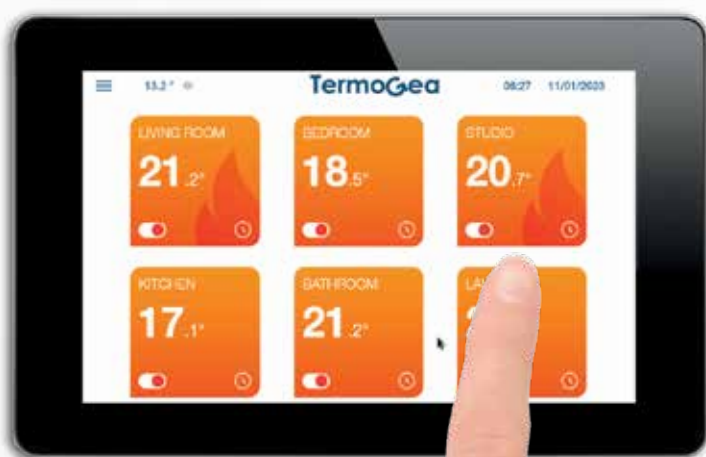 13.2° TermoGea 08:27 11/01/2023
LIVING ROOM BEDROOM STUDIO
21.2° 18.5° 20.7°
KITCHEN BATHROOM
17.1° 21.2°